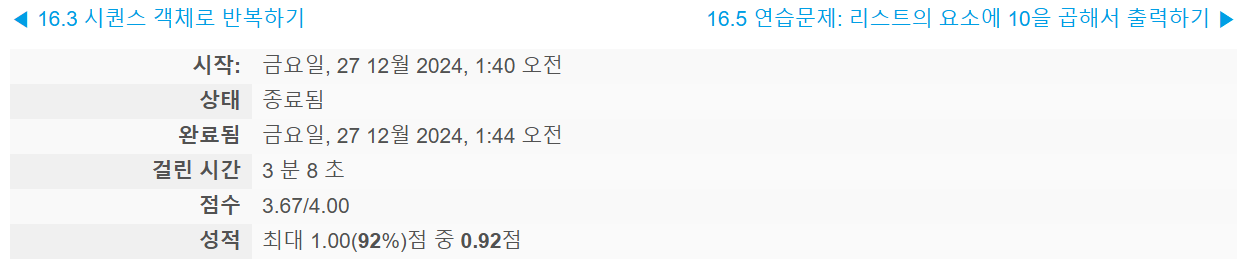 ◀ 16.3 시퀀스 객체로 반복하기
16.5 연습문제: 리스트의 요소에 10을 곱해서 출력하기 ▶
시작: 금요일, 27 12월 2024, 1:40 오전
상태 종료됨
완료됨 금요일, 27 12월 2024, 1:44 오전
걸린 시간 3 분 8 초
점수 3.67/4.00
성적 최대 1.00(92%)점 중 0.92점